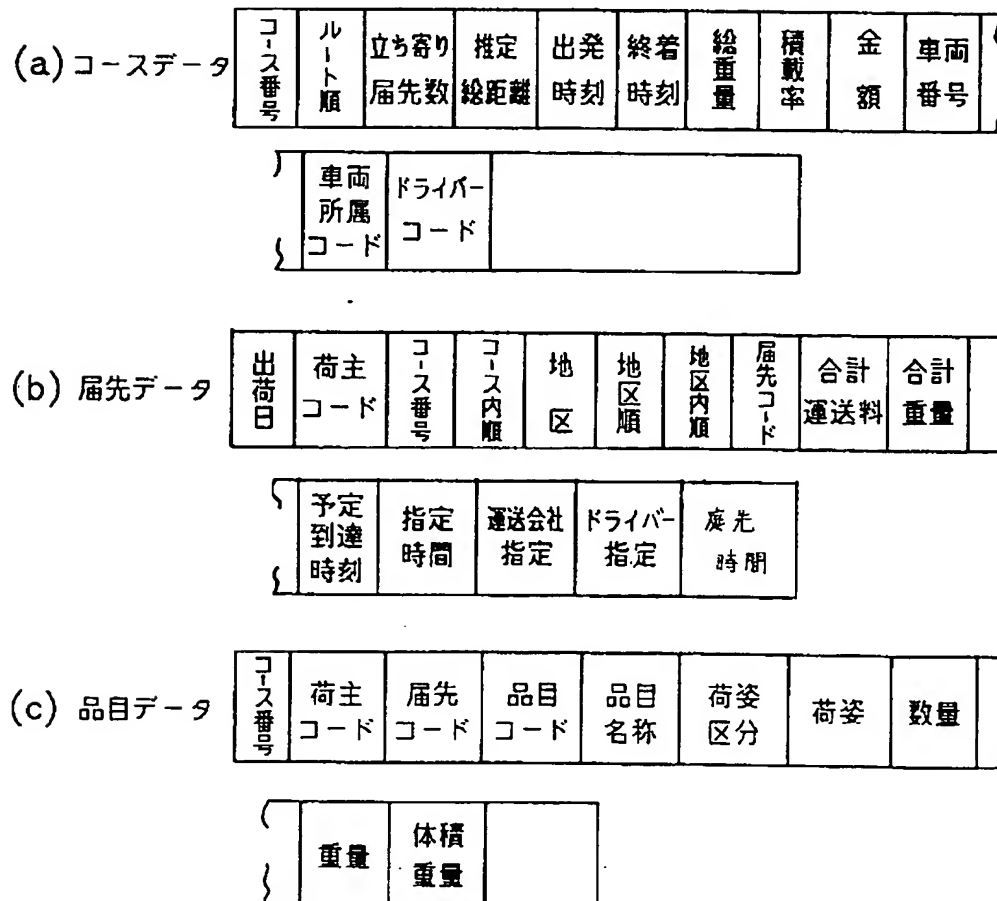 (a) コースデータ
コース番号
ルート順
立ち寄り
届先数
推定
総距離
出発
時刻
終着
時刻
総重量
積載率
金額
車両
番号
車両
所属
コード
ドライバー
コード
(b) 届先データ
出荷日
荷主
コード
コース番号
コース内順
地区
地区順
地区内順
届先コード
合計
運送料
合計
重量
予定
到達
時刻
指定
時間
運送会社
指定
ドライバー
指定
庭先
時間
(c) 品目データ
コース番号
荷主
コード
届先
コード
品目
コード
品目
名称
荷姿
区分
荷姿
数量
重量
体積
重量